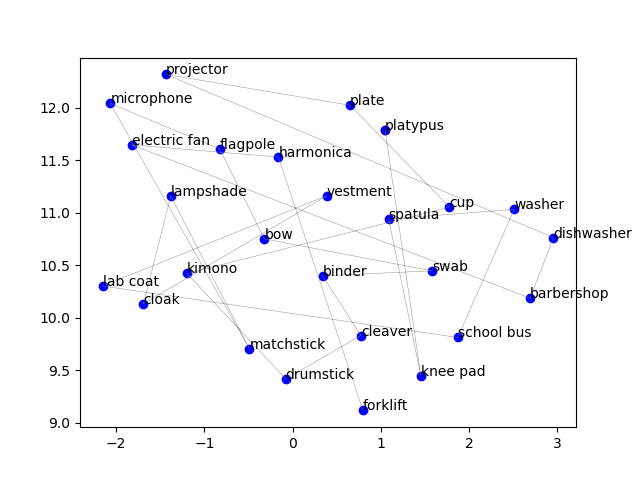 projector
microphone
plate
12.0
platypus
electric fan
flagpole
harmonica
11.5
lampshade
vestment
cup
washer
spatula
11.0
bow
dishwasher
10.5
kimono
binder
swab
lab coat
cloak
barbershop
10.0
cleaver
school bus
matchstick
9.5
drumstick
knee pad
forklift
9.0
−2 −1 0 1 2 3